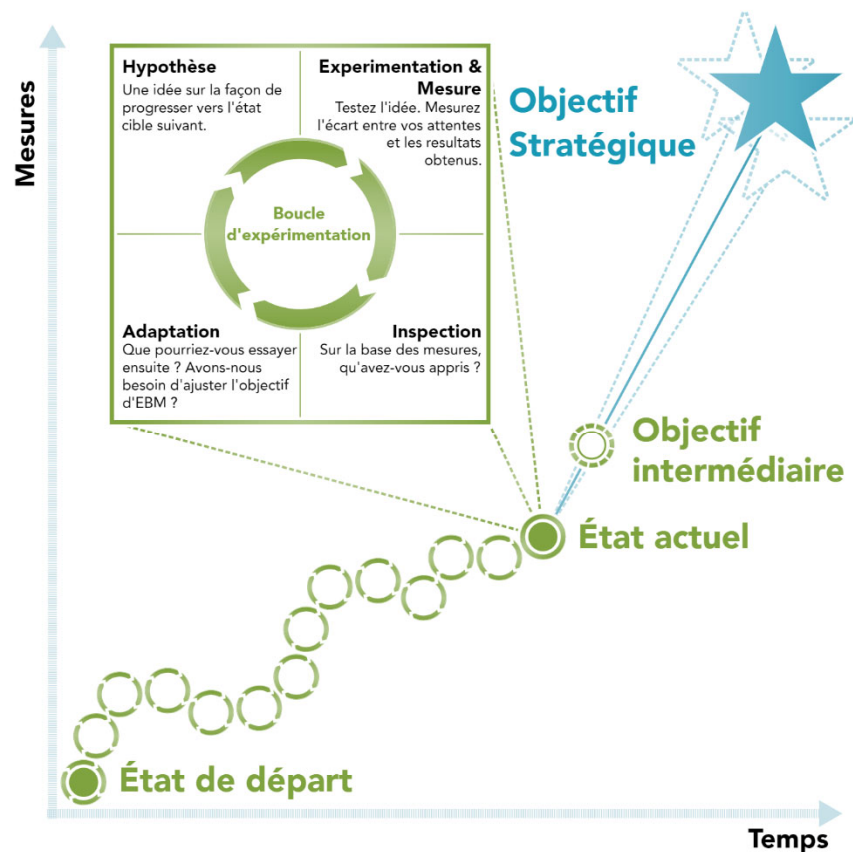 Mesures
Hypothèse
Une idée sur la façon de
progresser vers l'état
cible suivant.
Experimentation &
Mesure
Testez l'idée. Mesurez
l'écart entre vos attentes
et les resultats
obtenus.
Boucle
d'expérimentation
Adaptation
Que pourriez-vous essayer
ensuite ? Avons-nous
besoin d'ajuster l'objectif
d'EBM ?
Inspection
Sur la base des mesures,
qu'avez-vous appris ?
Objectif
Stratégique
Objectif
intermédiaire
État actuel
État de départ
Temps